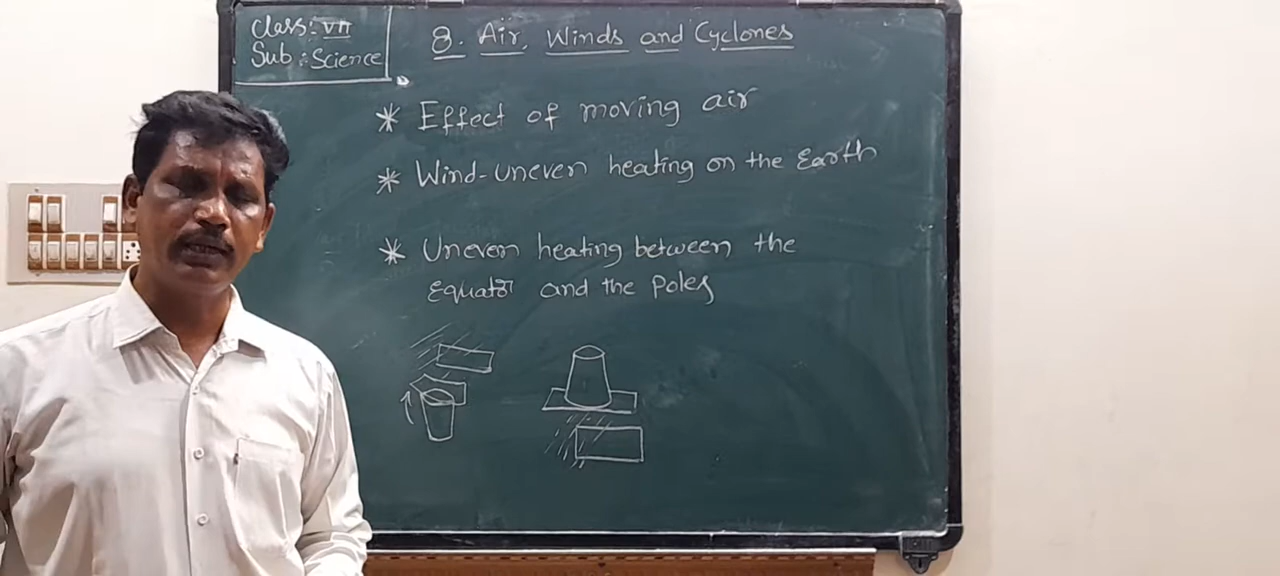 Class: VII
Sub: Science
8. Air, Winds and Cyclones
* Effect of moving air
* Wind-uneven heating on the Earth
* Uneven heating between the
Equator and the Poles